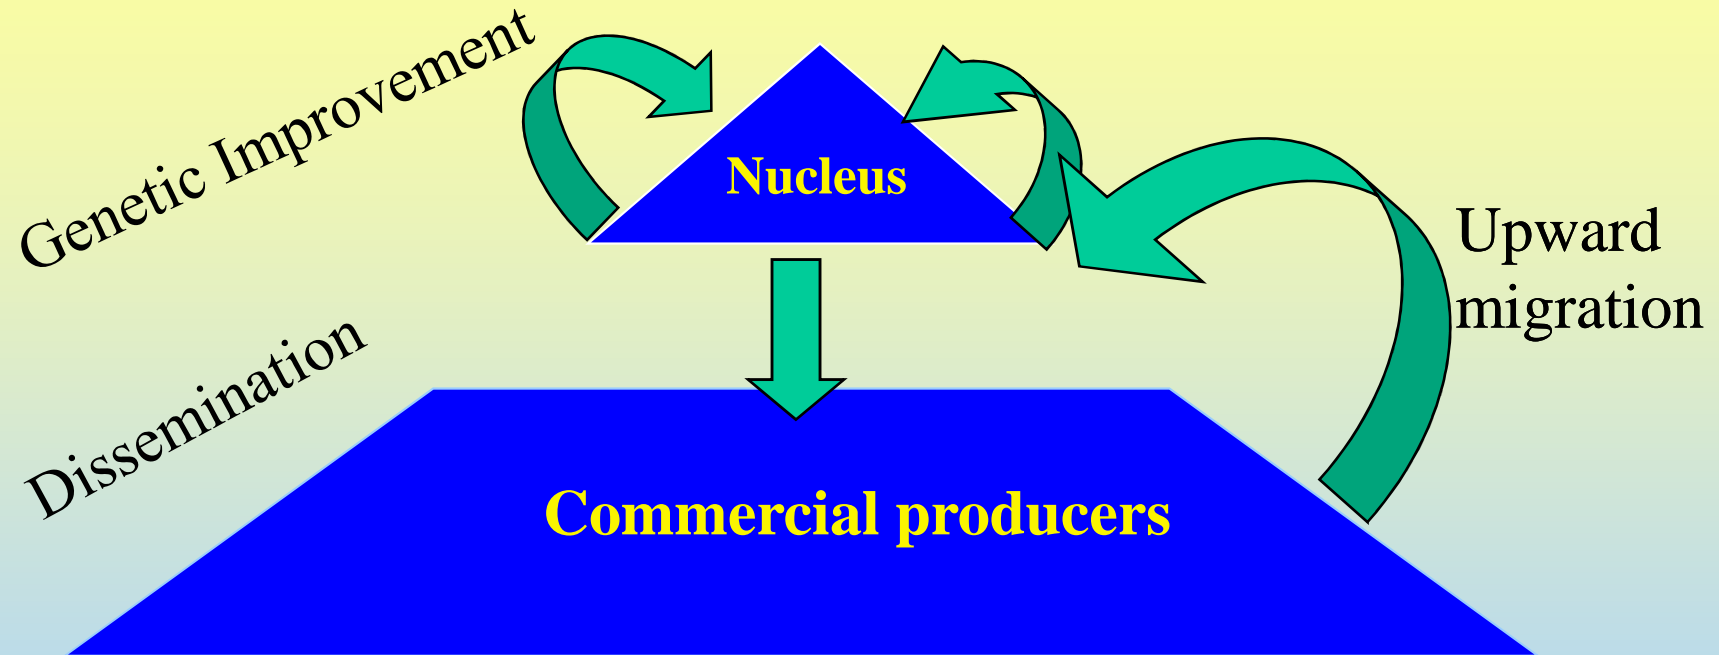 Genetic Improvement
Nucleus
Upward
migration
Dissemination
Commercial producers